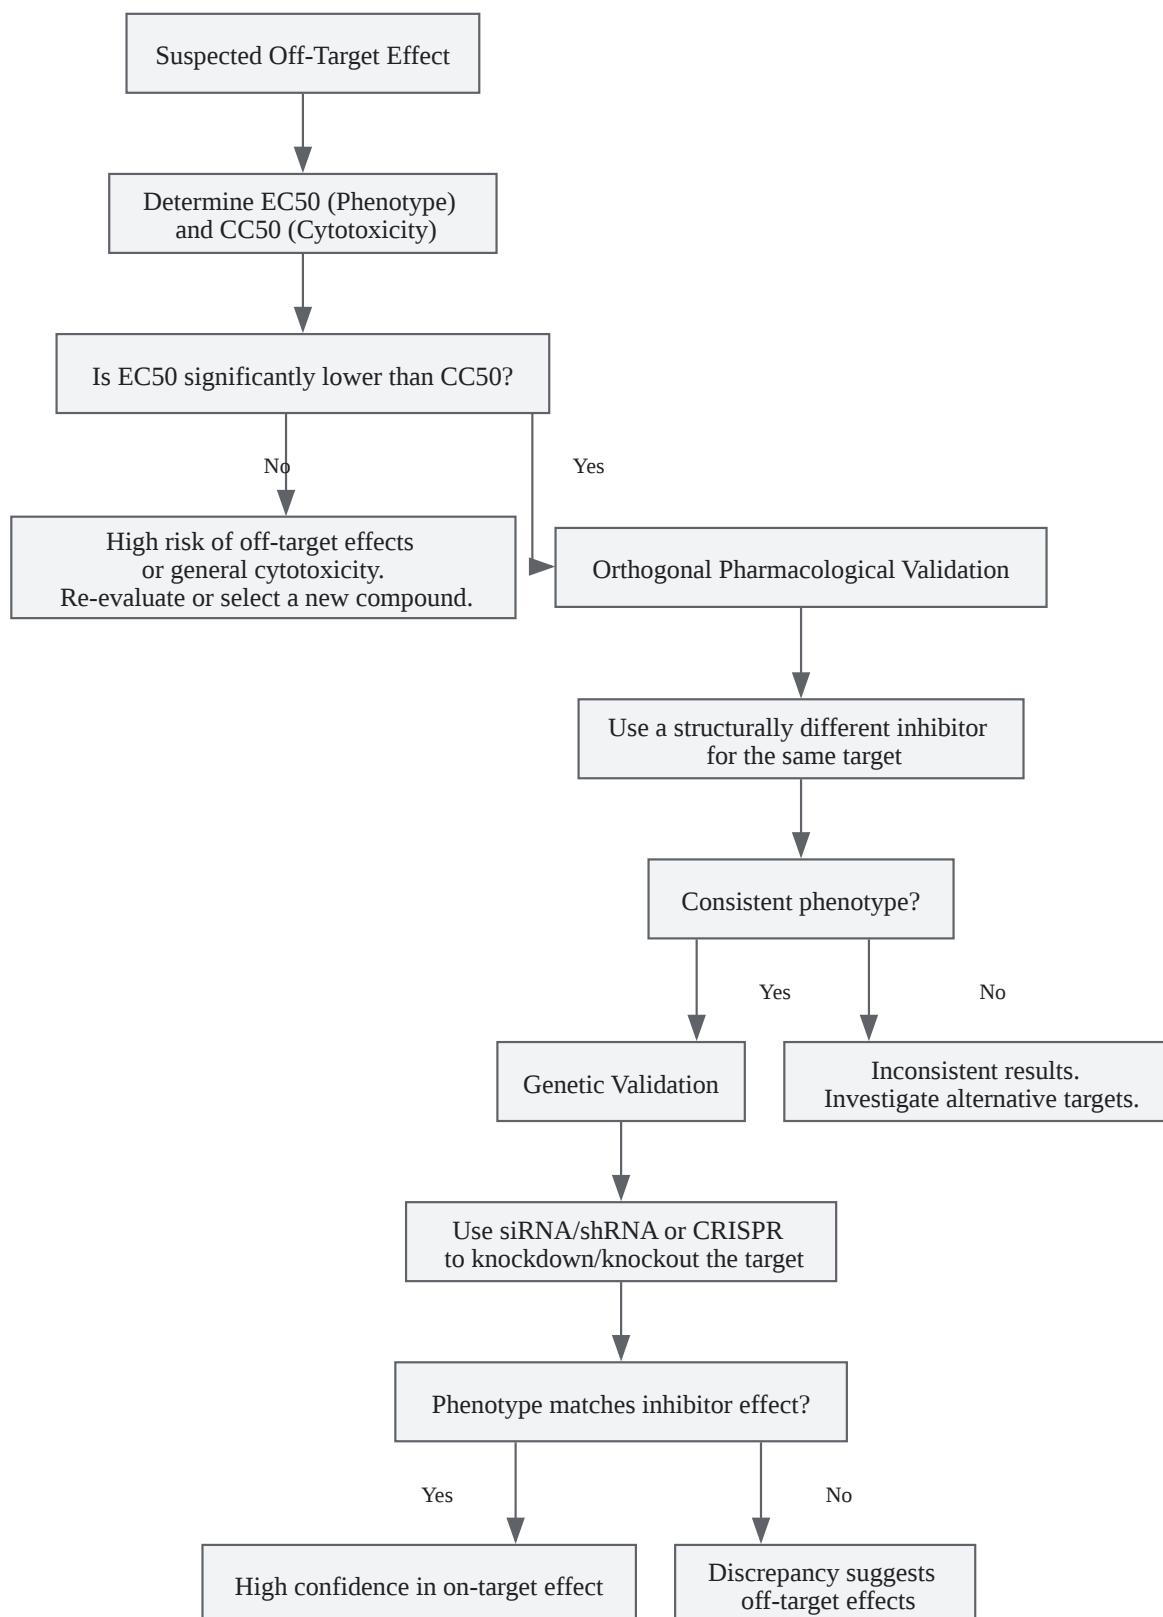 Suspected Off-Target Effect
Determine EC50 (Phenotype)
and CC50 (Cytotoxicity)
Is EC50 significantly lower than CC50?
No
Yes
High risk of off-target effects
or general cytotoxicity.
Re-evaluate or select a new compound.
Orthogonal Pharmacological Validation
Use a structurally different inhibitor
for the same target
Consistent phenotype?
Yes
No
Genetic Validation
Inconsistent results.
Investigate alternative targets.
Use siRNA/shRNA or CRISPR
to knockdown/knockout the target
Phenotype matches inhibitor effect?
Yes
No
High confidence in on-target effect
Discrepancy suggests
off-target effects